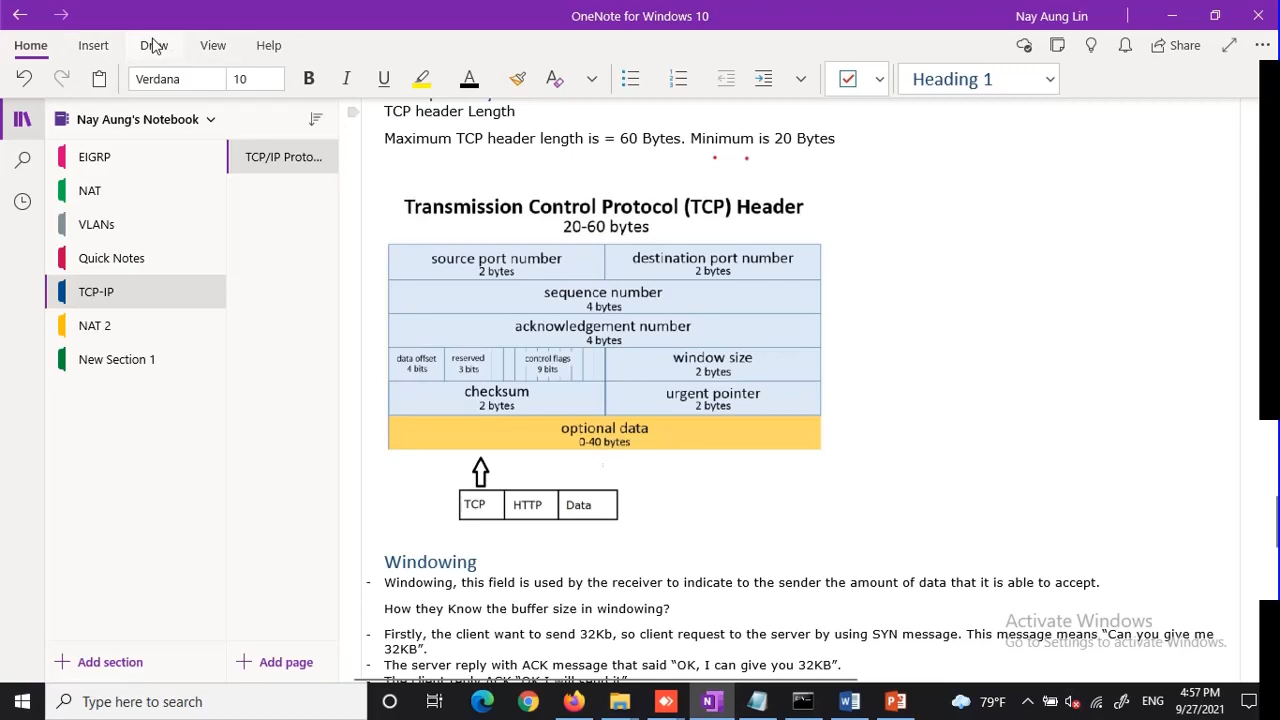 OneNote for Windows 10
Nay Aung Lin
Home
Insert
Draw
View
Help
Share
Verdana
10
B
I
U
A
Heading 1
Nay Aung's Notebook
EIGRP
NAT
VLANs
Quick Notes
TCP-IP
NAT 2
New Section 1
TCP/IP Proto...
TCP header Length
Maximum TCP header length is = 60 Bytes. Minimum is 20 Bytes
Transmission Control Protocol (TCP) Header
20-60 bytes
source port number
2 bytes
destination port number
2 bytes
sequence number
4 bytes
acknowledgement number
4 bytes
data offset
4 bits
reserved
3 bits
control flags
9 bits
window size
2 bytes
checksum
2 bytes
urgent pointer
2 bytes
optional data
0-40 bytes
TCP
HTTP
Data
Windowing
- Windowing, this field is used by the receiver to indicate to the sender the amount of data that it is able to accept.
How they Know the buffer size in windowing?
- Firstly, the client want to send 32Kb, so client request to the server by using SYN message. This message means “Can you give me
32KB”.
- The server reply with ACK message that said “OK, I can give you 32KB”.
The client reply ACK “OK I will send it”
Activate Windows
Go to Settings to activate Windows.
Add section
Add page
Type here to search
79°F
ENG
4:57 PM
9/27/2021